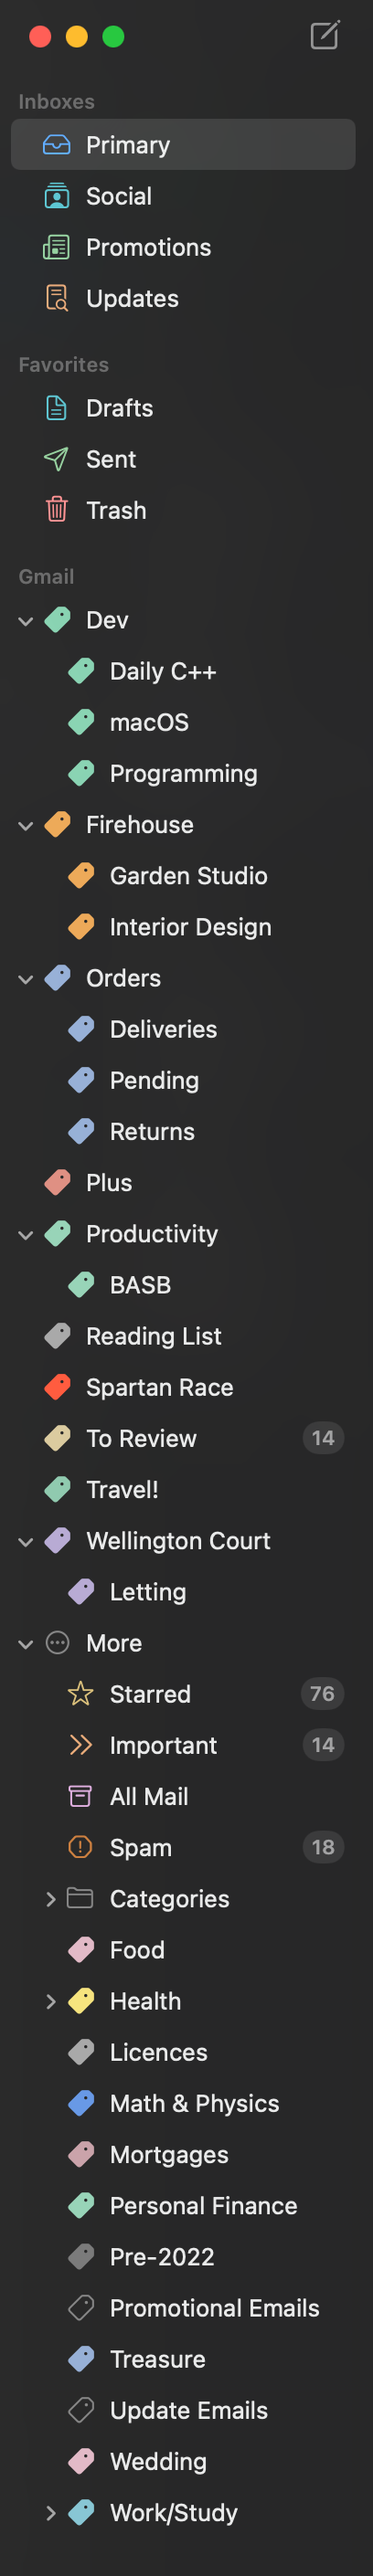 Inboxes
Primary
Social
Promotions
Updates
Favorites
Drafts
Sent
Trash
Gmail
Dev
Daily C++
macOS
Programming
Firehouse
Garden Studio
Interior Design
Orders
Deliveries
Pending
Returns
Plus
Productivity
BASB
Reading List
Spartan Race
To Review 14
Travel!
Wellington Court
Letting
More
Starred 76
Important 14
All Mail
Spam 18
Categories
Food
Health
Licences
Math & Physics
Mortgages
Personal Finance
Pre-2022
Promotional Emails
Treasure
Update Emails
Wedding
Work/Study